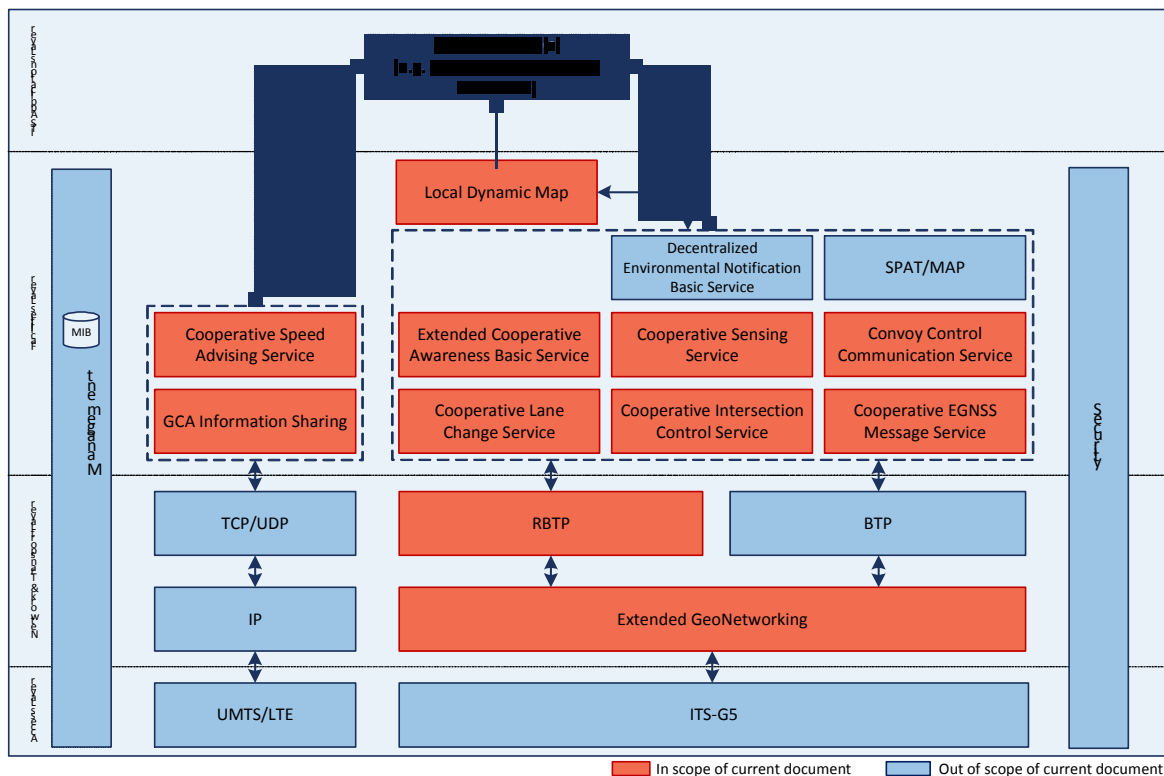 Local Dynamic Map
Decentralized
Environmental Notification
Basic Service
SPAT/MAP
MIB
Cooperative Speed
Advising Service
Extended Cooperative
Awareness Basic Service
Cooperative Sensing
Service
Convoy Control
Communication Service
GCA Information Sharing
Cooperative Lane
Change Service
Cooperative Intersection
Control Service
Cooperative EGNSS
Message Service
Management
Security
TCP/UDP
RBTP
BTP
IP
Extended GeoNetworking
UMTS/LTE
ITS-G5
In scope of current document
Out of scope of current document